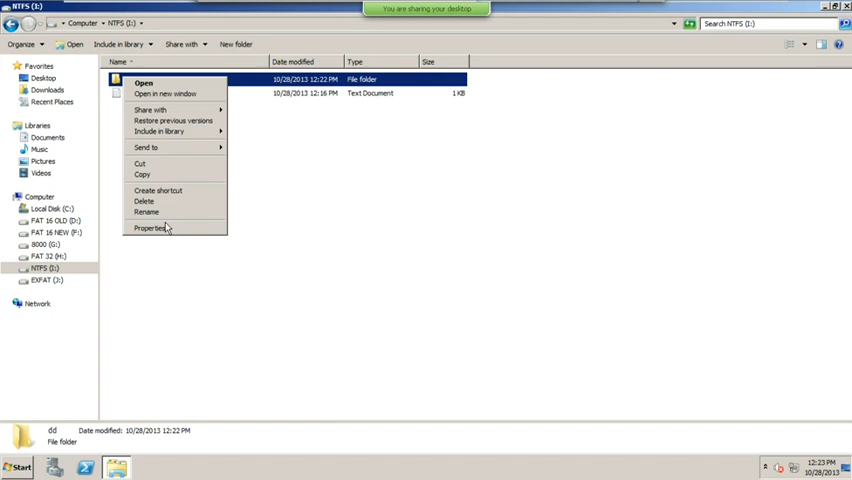 NTFS (I:)
You are sharing your desktop
Computer ▸ NTFS (I:) ▸
Search NTFS (I:)
Organize Open Include in library Share with New folder
Favorites
Desktop
Downloads
Recent Places
Libraries
Documents
Music
Pictures
Videos
Computer
Local Disk (C:)
FAT 16 OLD (D:)
FAT 16 NEW (F:)
8000 (G:)
FAT 32 (H:)
NTFS (I:)
EXFAT (J:)
Network
Name Date modified Type Size
10/28/2013 12:22 PM File folder
10/28/2013 12:16 PM Text Document 1 KB
Open
Open in new window
Share with
Restore previous versions
Include in library
Send to
Cut
Copy
Create shortcut
Delete
Rename
Properties
dd Date modified: 10/28/2013 12:22 PM
File folder
Start
12:23 PM
10/28/2013